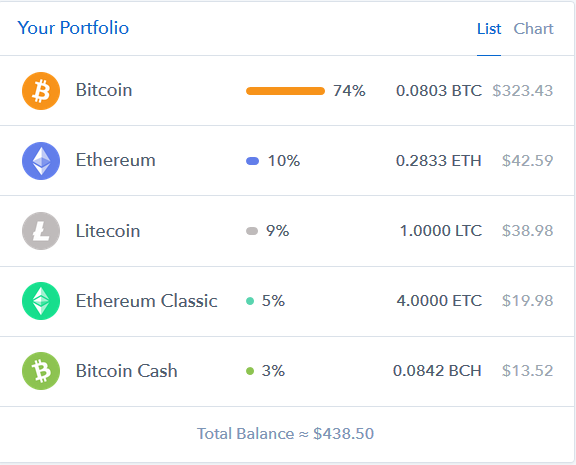 Your Portfolio List Chart
Bitcoin 74% 0.0803 BTC $323.43
Ethereum 10% 0.2833 ETH $42.59
Litecoin 9% 1.0000 LTC $38.98
Ethereum Classic 5% 4.0000 ETC $19.98
Bitcoin Cash 3% 0.0842 BCH $13.52
Total Balance ≈ $438.50